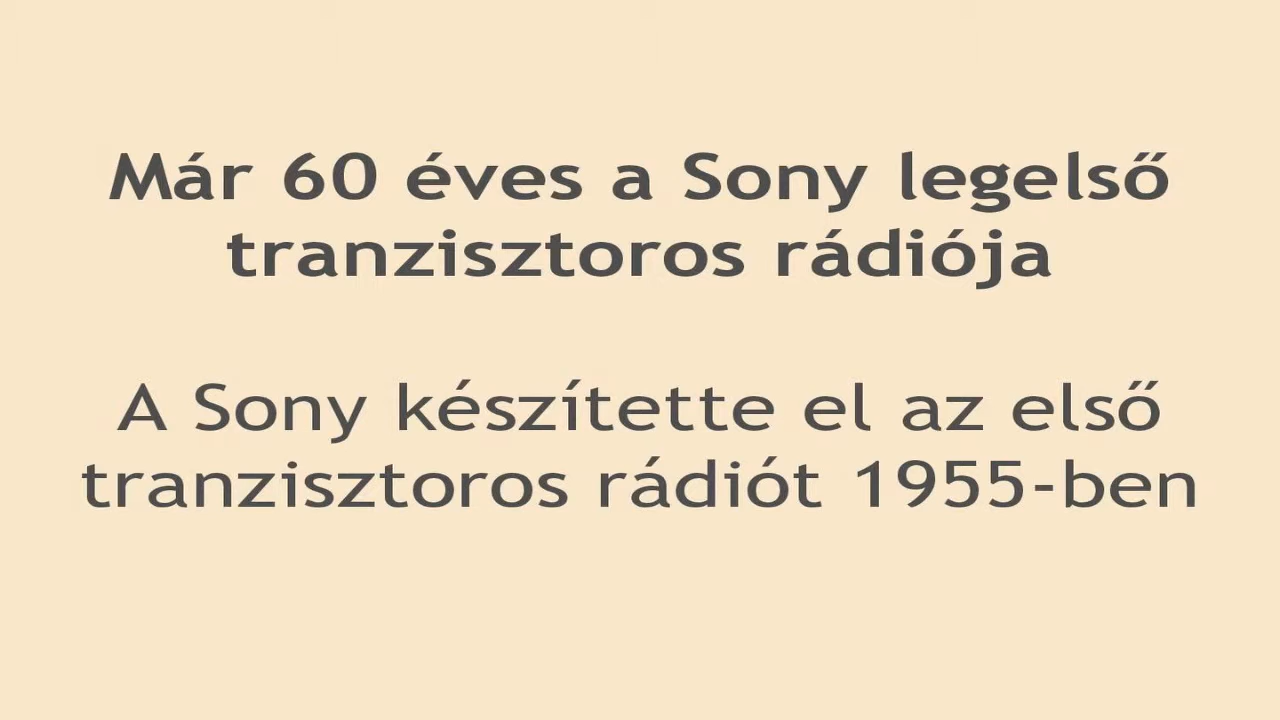 Már 60 éves a Sony legelső
tranzisztoros rádiója
A Sony készítette el az első
tranzisztoros rádiót 1955-ben